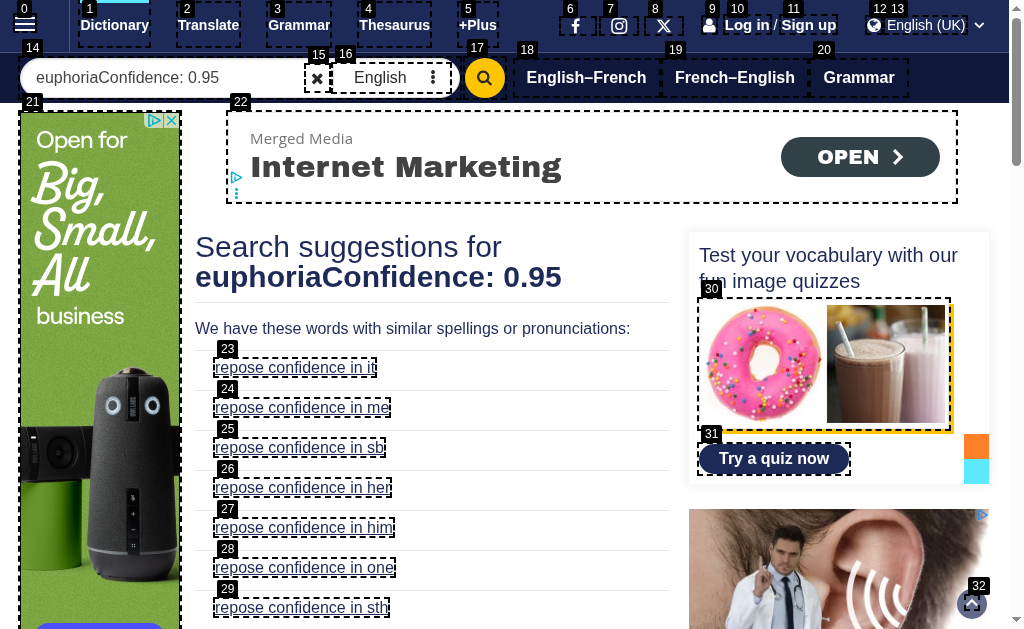 0 1 2 3 4 5 6 7 8 9 10 11 12 13
Dictionary Translate Grammar Thesaurus +Plus Log in / Sign up English (UK)
14 15 16 17 18 19 20
euphoriaConfidence: 0.95 English English–French French–English Grammar
21 22
Open for
Big,
Small,
All
business
Merged Media
Internet Marketing
OPEN
Search suggestions for
euphoriaConfidence: 0.95
We have these words with similar spellings or pronunciations:
23
repose confidence in it
24
repose confidence in me
25
repose confidence in sb
26
repose confidence in her
27
repose confidence in him
28
repose confidence in one
29
repose confidence in sth
Test your vocabulary with our
fun image quizzes
30
31
Try a quiz now
32